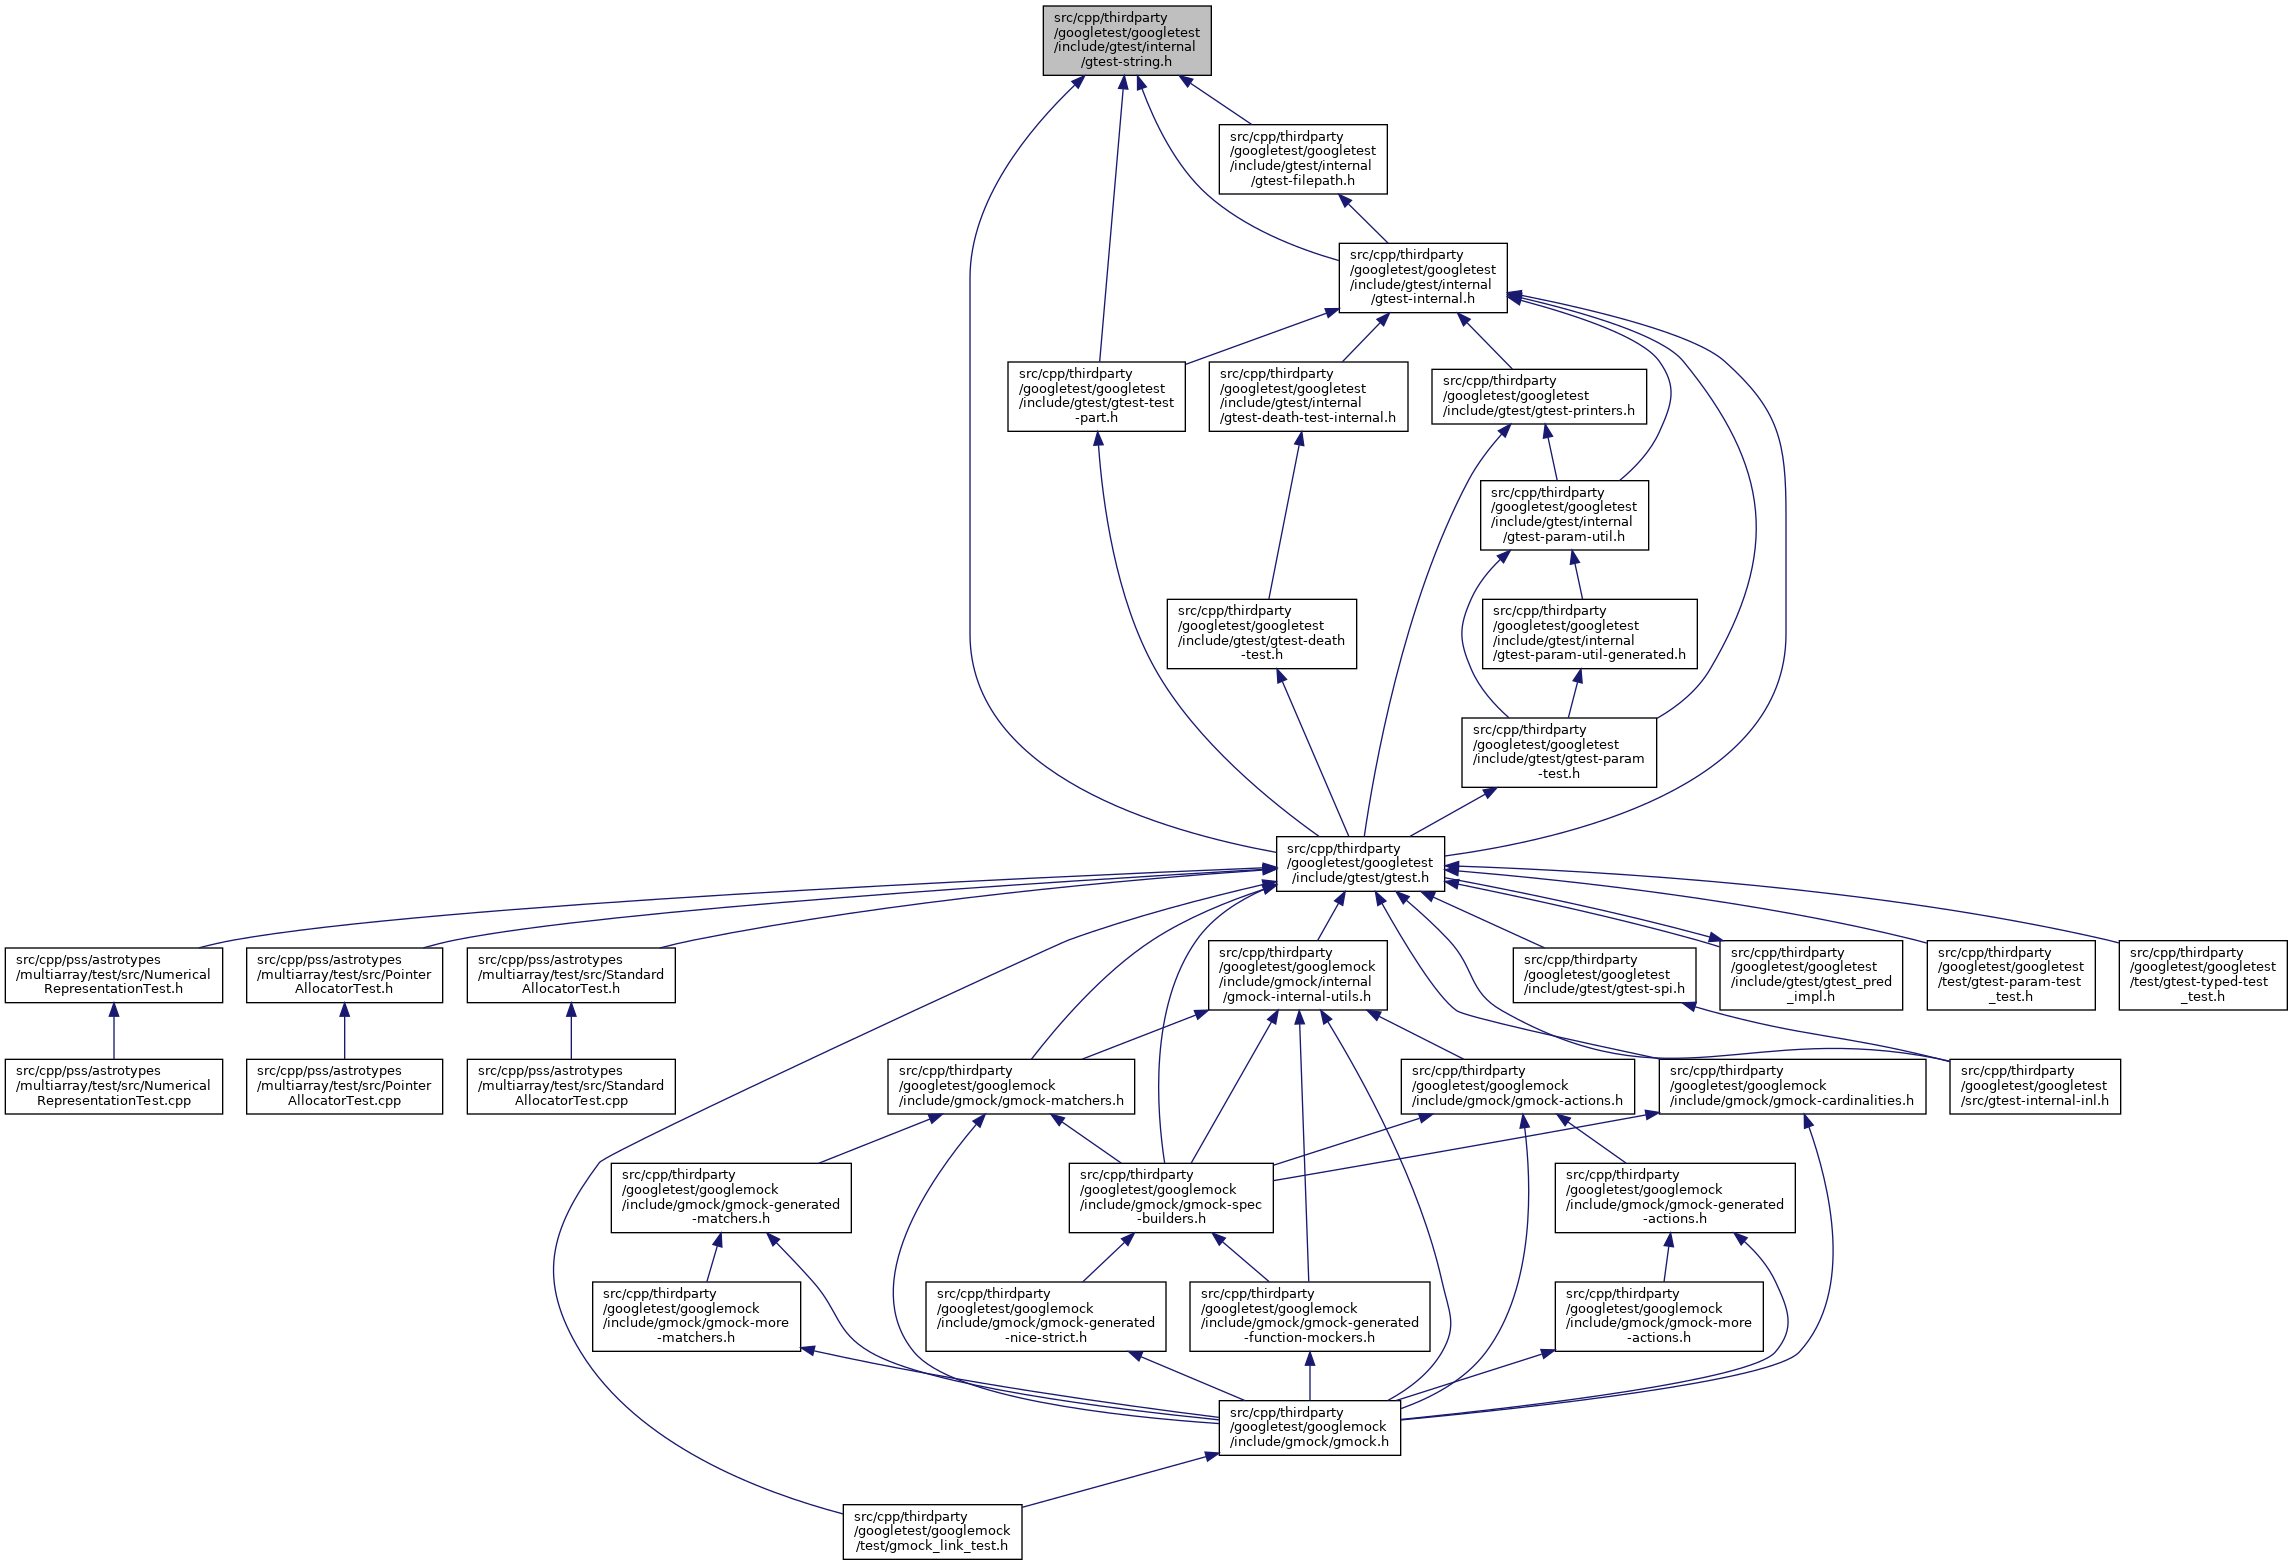 src/cpp/thirdparty
/googletest/googletest
/include/gtest/internal
/gtest-string.h
src/cpp/thirdparty
/googletest/googletest
/include/gtest/internal
/gtest-filepath.h
src/cpp/thirdparty
/googletest/googletest
/include/gtest/internal
/gtest-internal.h
src/cpp/thirdparty
/googletest/googletest
/include/gtest/gtest-test
-part.h
src/cpp/thirdparty
/googletest/googletest
/include/gtest/internal
/gtest-death-test-internal.h
src/cpp/thirdparty
/googletest/googletest
/include/gtest/gtest-printers.h
src/cpp/thirdparty
/googletest/googletest
/include/gtest/internal
/gtest-param-util.h
src/cpp/thirdparty
/googletest/googletest
/include/gtest/gtest-death
-test.h
src/cpp/thirdparty
/googletest/googletest
/include/gtest/internal
/gtest-param-util-generated.h
src/cpp/thirdparty
/googletest/googletest
/include/gtest/gtest-param
-test.h
src/cpp/thirdparty
/googletest/googletest
/include/gtest/gtest.h
src/cpp/pss/astrotypes
/multiarray/test/src/Numerical
RepresentationTest.h
src/cpp/pss/astrotypes
/multiarray/test/src/Pointer
AllocatorTest.h
src/cpp/pss/astrotypes
/multiarray/test/src/Standard
AllocatorTest.h
src/cpp/thirdparty
/googletest/googlemock
/include/gmock/internal
/gmock-internal-utils.h
src/cpp/thirdparty
/googletest/googletest
/include/gtest/gtest-spi.h
src/cpp/thirdparty
/googletest/googletest
/include/gtest/gtest_pred
_impl.h
src/cpp/thirdparty
/googletest/googletest
/test/gtest-param-test
_test.h
src/cpp/thirdparty
/googletest/googletest
/test/gtest-typed-test
_test.h
src/cpp/pss/astrotypes
/multiarray/test/src/Numerical
RepresentationTest.cpp
src/cpp/pss/astrotypes
/multiarray/test/src/Pointer
AllocatorTest.cpp
src/cpp/pss/astrotypes
/multiarray/test/src/Standard
AllocatorTest.cpp
src/cpp/thirdparty
/googletest/googlemock
/include/gmock/gmock-matchers.h
src/cpp/thirdparty
/googletest/googlemock
/include/gmock/gmock-actions.h
src/cpp/thirdparty
/googletest/googlemock
/include/gmock/gmock-cardinalities.h
src/cpp/thirdparty
/googletest/googletest
/src/gtest-internal-inl.h
src/cpp/thirdparty
/googletest/googlemock
/include/gmock/gmock-generated
-matchers.h
src/cpp/thirdparty
/googletest/googlemock
/include/gmock/gmock-spec
-builders.h
src/cpp/thirdparty
/googletest/googlemock
/include/gmock/gmock-generated
-actions.h
src/cpp/thirdparty
/googletest/googlemock
/include/gmock/gmock-more
-matchers.h
src/cpp/thirdparty
/googletest/googlemock
/include/gmock/gmock-generated
-nice-strict.h
src/cpp/thirdparty
/googletest/googlemock
/include/gmock/gmock-generated
-function-mockers.h
src/cpp/thirdparty
/googletest/googlemock
/include/gmock/gmock-more
-actions.h
src/cpp/thirdparty
/googletest/googlemock
/include/gmock/gmock.h
src/cpp/thirdparty
/googletest/googlemock
/test/gmock_link_test.h